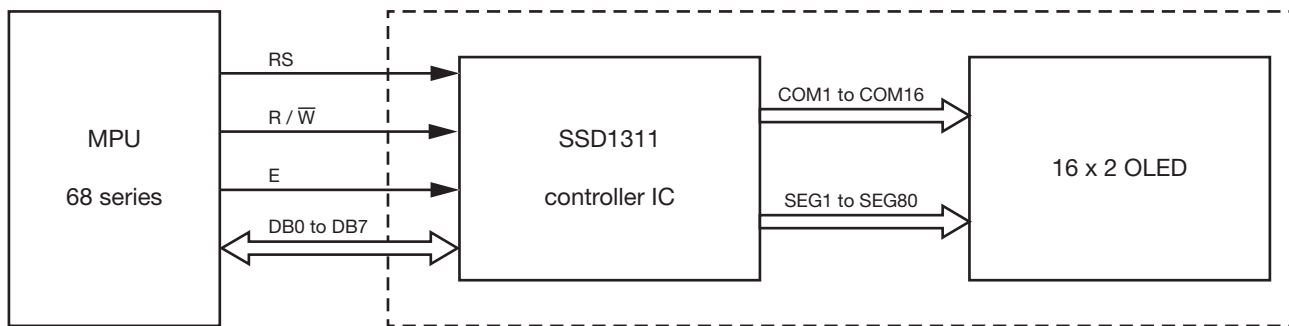 MPU
68 series
RS
R / W̅
E
DB0 to DB7
SSD1311
controller IC
COM1 to COM16
SEG1 to SEG80
16 x 2 OLED